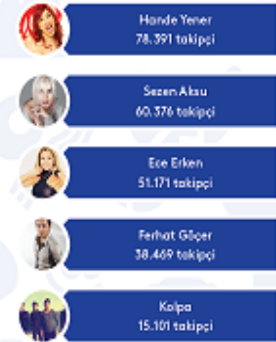 Hande Yener
78.391 takipçi
Sezen Aksu
60.376 takipçi
Ece Erken
51.171 takipçi
Ferhat Göçer
38.469 takipçi
Kolpa
15.101 takipçi